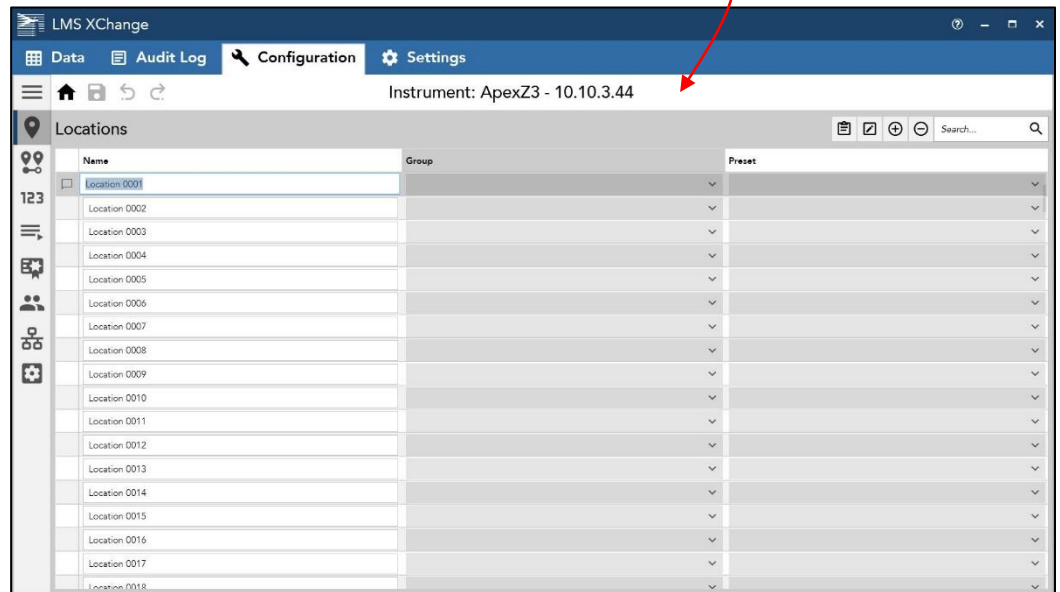 LMS XChange
Data Audit Log Configuration Settings
Instrument: ApexZ3 - 10.10.3.44
Locations Search...
Name Group Preset
Location 0001
Location 0002
123
Location 0003
Location 0004
Location 0005
Location 0006
Location 0007
Location 0008
Location 0009
Location 0010
Location 0011
Location 0012
Location 0013
Location 0014
Location 0015
Location 0016
Location 0017
Location 0018